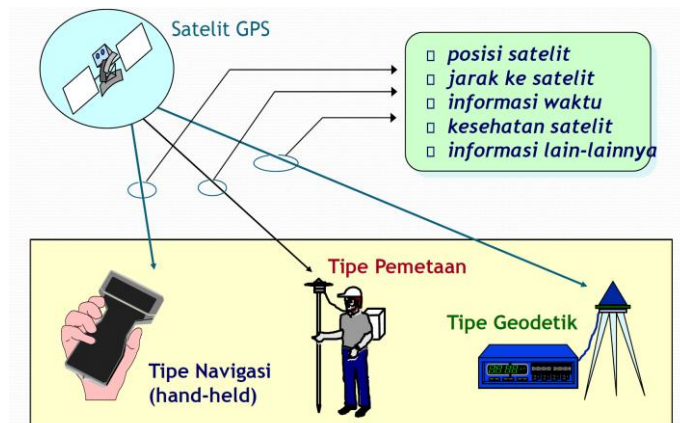 Satelit GPS
▯ posisi satelit
▯ jarak ke satelit
▯ informasi waktu
▯ kesehatan satelit
▯ informasi lain-lainnya
Tipe Pemetaan
Tipe Geodetik
Tipe Navigasi
(hand-held)